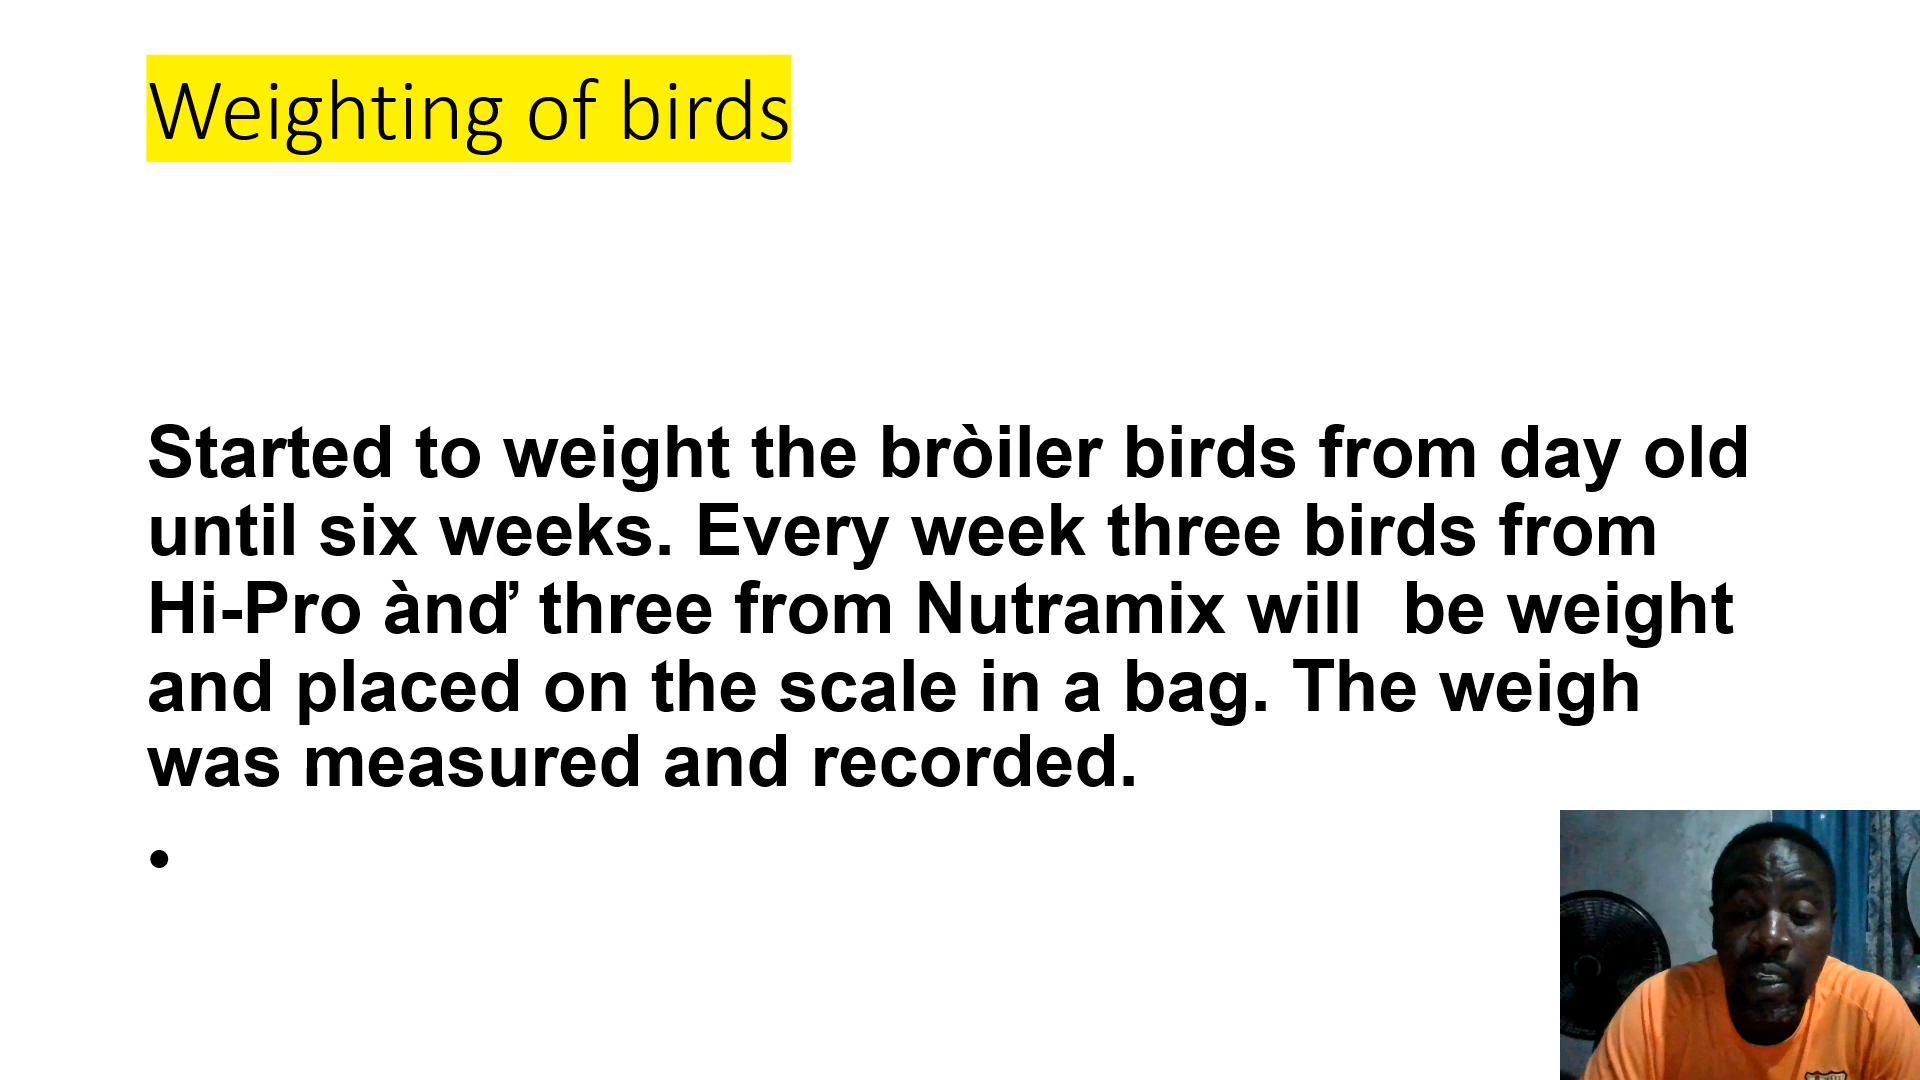 Weighting of birds
Started to weight the bròiler birds from day old
until six weeks. Every week three birds from
Hi-Pro ànď three from Nutramix will  be weight
and placed on the scale in a bag. The weigh
was measured and recorded.
•